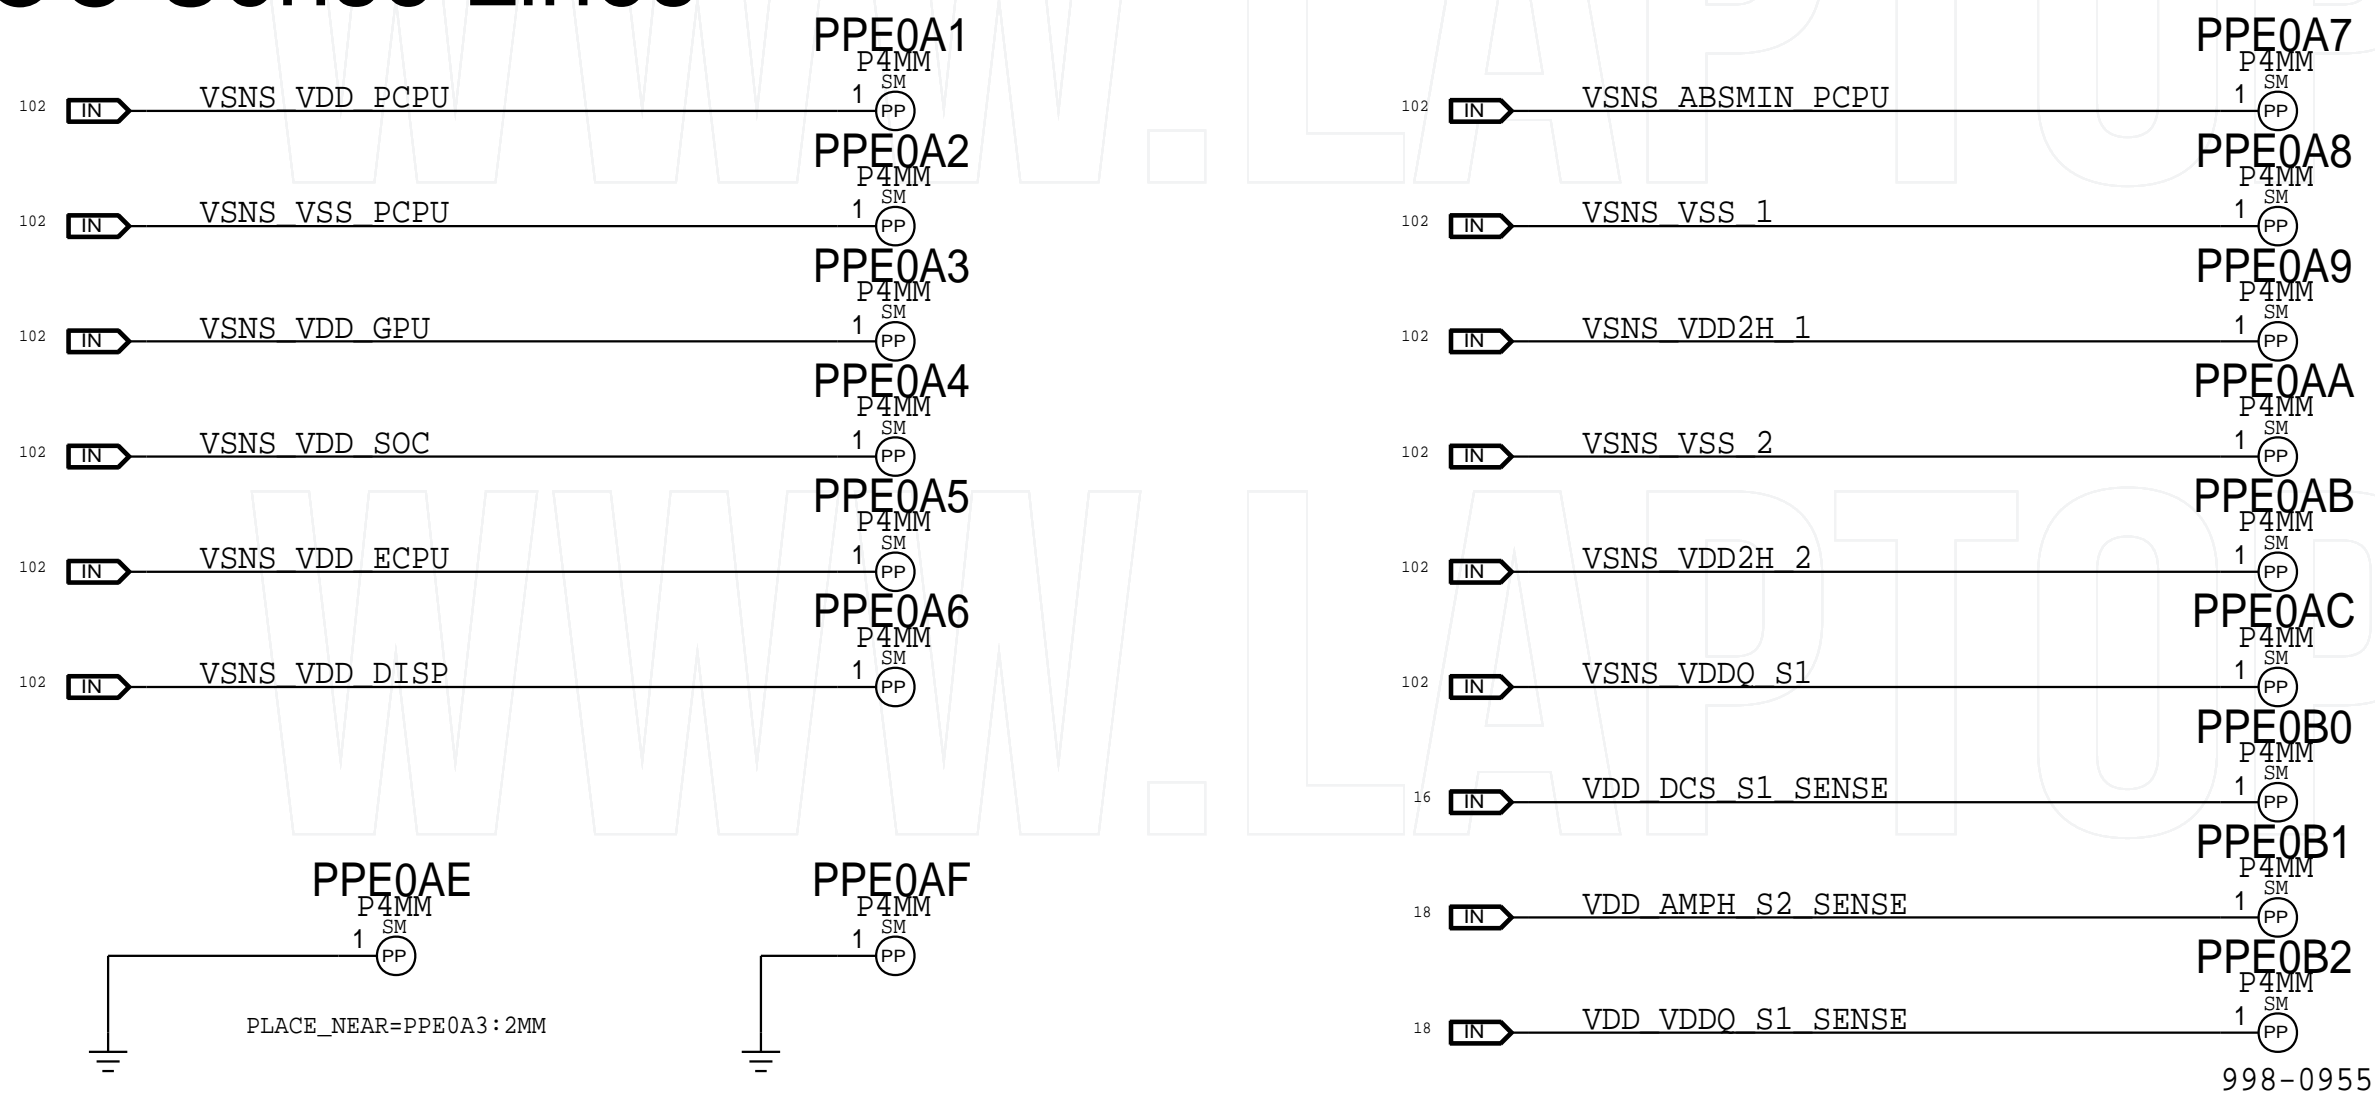 Sense Lines
PPE0A1
P4MM
SM
102 IN VSNS_VDD_PCPU 1 PP
PPE0A2
P4MM
SM
102 IN VSNS_VSS_PCPU 1 PP
PPE0A3
P4MM
SM
102 IN VSNS_VDD_GPU 1 PP
PPE0A4
P4MM
SM
102 IN VSNS_VDD_SOC 1 PP
PPE0A5
P4MM
SM
102 IN VSNS_VDD_ECPU 1 PP
PPE0A6
P4MM
SM
102 IN VSNS_VDD_DISP 1 PP
PPE0AE
P4MM
SM
1 PP
PLACE_NEAR=PPE0A3:2MM
PPE0AF
P4MM
SM
1 PP
PPE0A7
P4MM
SM
102 IN VSNS_ABSMIN_PCPU 1 PP
PPE0A8
P4MM
SM
102 IN VSNS_VSS_1 1 PP
PPE0A9
P4MM
SM
102 IN VSNS_VDD2H_1 1 PP
PPE0AA
P4MM
SM
102 IN VSNS_VSS_2 1 PP
PPE0AB
P4MM
SM
102 IN VSNS_VDD2H_2 1 PP
PPE0AC
P4MM
SM
102 IN VSNS_VDDQ_S1 1 PP
PPE0B0
P4MM
SM
16 IN VDD_DCS_S1_SENSE 1 PP
PPE0B1
P4MM
SM
18 IN VDD_AMPH_S2_SENSE 1 PP
PPE0B2
P4MM
SM
18 IN VDD_VDDQ_S1_SENSE 1 PP
998-0955
WWW.LAPTOP
WWW.LAPTOP